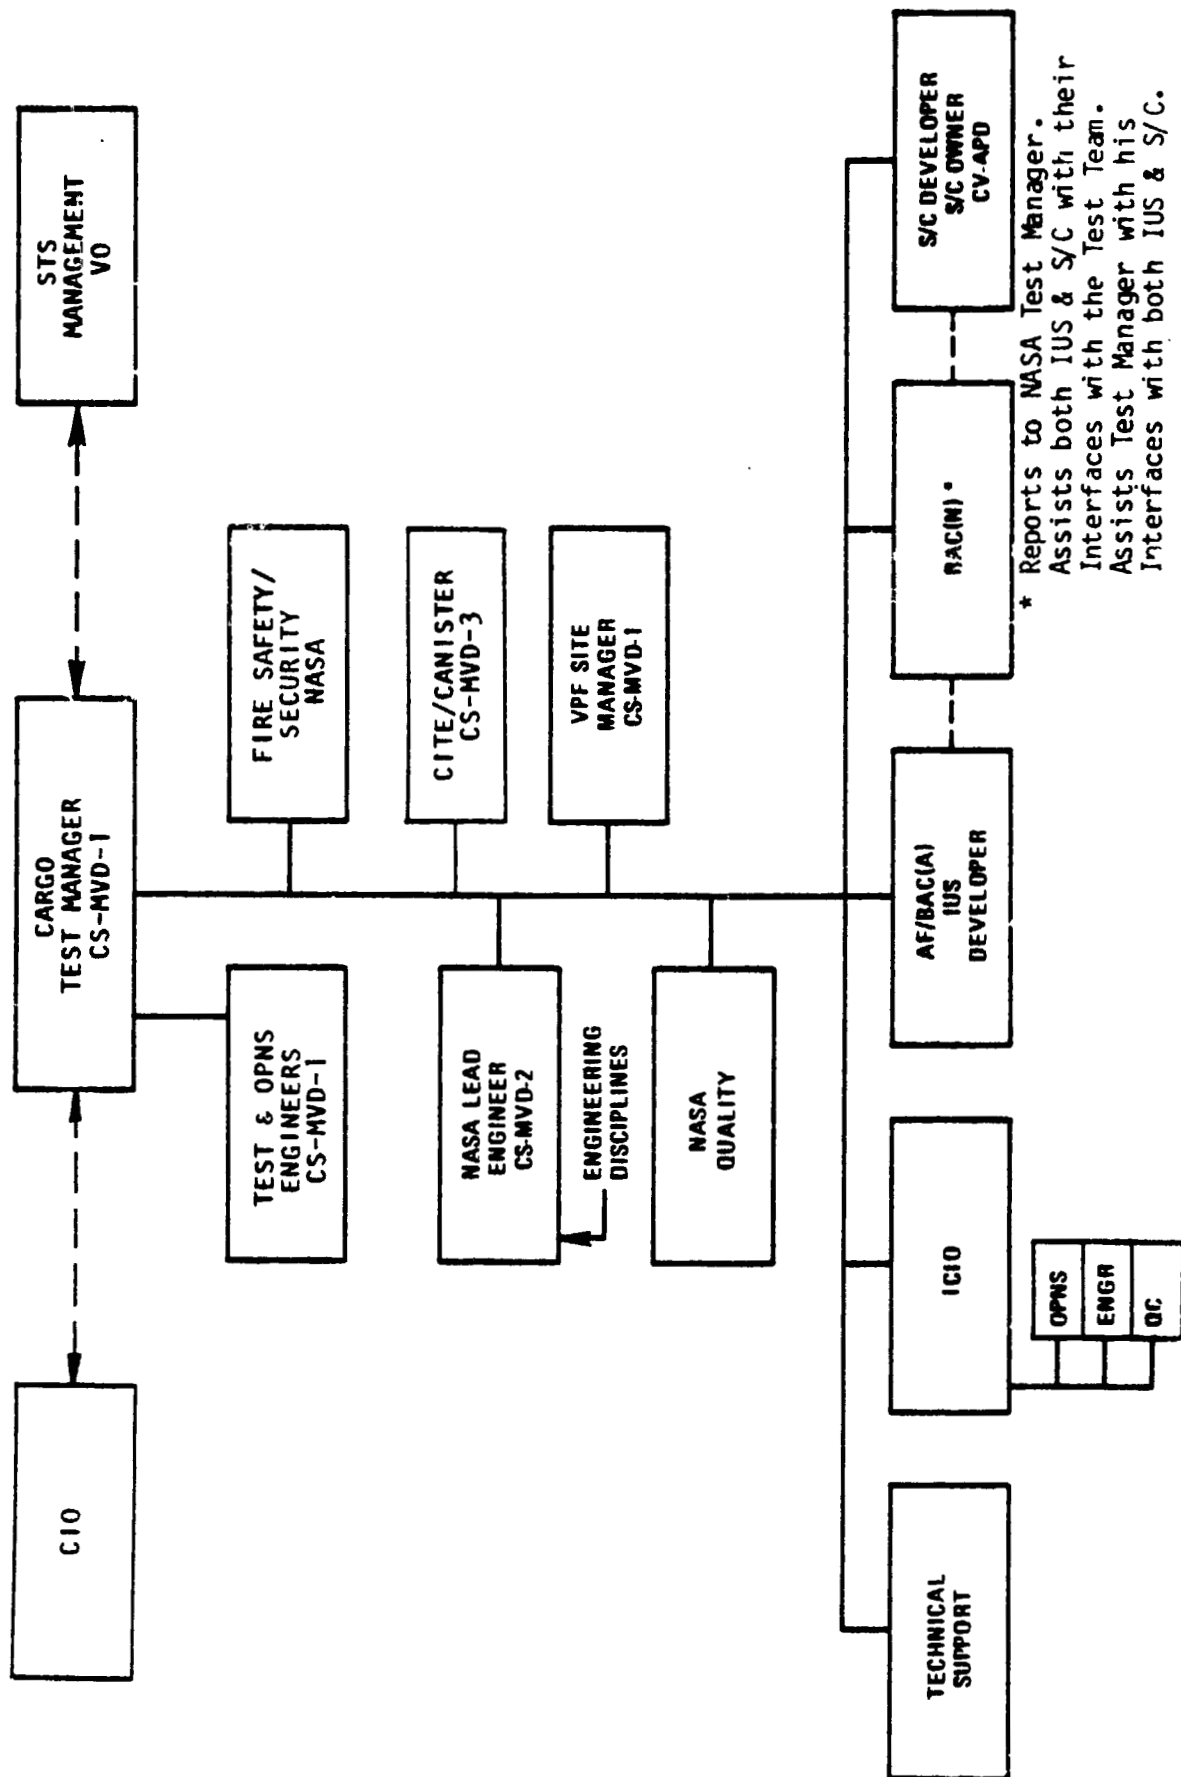 CIO
CARGO
TEST MANAGER
CS-MVD-1
STS
MANAGEMENT
VO
TEST & OPNS
ENGINEERS
CS-MVD-1
FIRE SAFETY/
SECURITY
NASA
NASA LEAD
ENGINEER
CS-MVD-2
ENGINEERING
DISCIPLINES
CITE/CANISTER
CS-MVD-3
NASA
QUALITY
VPF SITE
MANAGER
CS-MVD-1
TECHNICAL
SUPPORT
ICIO
OPNS
ENGR
QC
AF/BAC(A)
IUS
DEVELOPER
BAC(N) *
S/C DEVELOPER
S/C OWNER
CV-APD
* Reports to NASA Test Manager.
Assists both IUS & S/C with their
Interfaces with the Test Team.
Assists Test Manager with his
Interfaces with both IUS & S/C.